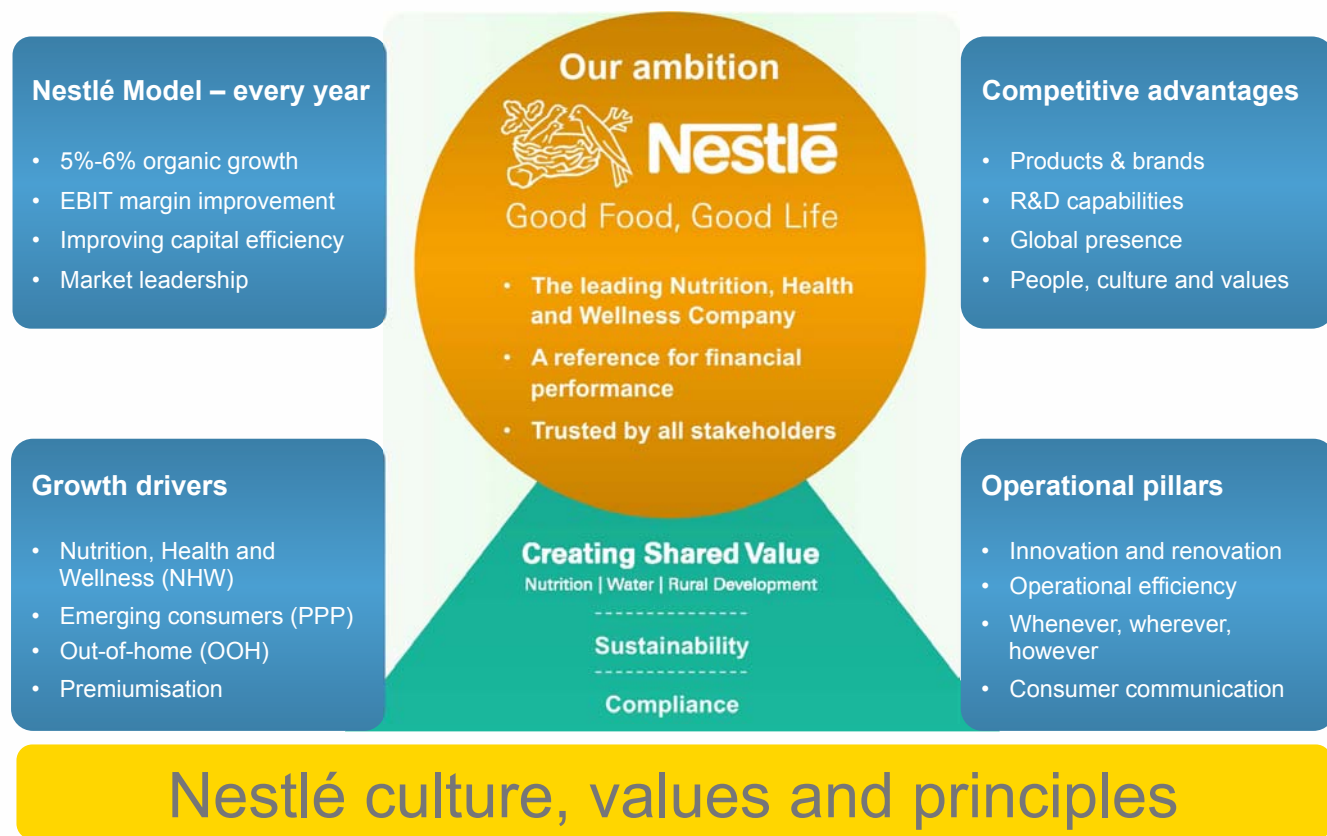 Nestlé Model – every year
• 5%-6% organic growth
• EBIT margin improvement
• Improving capital efficiency
• Market leadership
Our ambition
Nestlé
Good Food, Good Life
• The leading Nutrition, Health
and Wellness Company
• A reference for financial
performance
• Trusted by all stakeholders
Competitive advantages
• Products & brands
• R&D capabilities
• Global presence
• People, culture and values
Growth drivers
• Nutrition, Health and
Wellness (NHW)
• Emerging consumers (PPP)
• Out-of-home (OOH)
• Premiumisation
Creating Shared Value
Nutrition | Water | Rural Development
Sustainability
Compliance
Operational pillars
• Innovation and renovation
• Operational efficiency
• Whenever, wherever,
however
• Consumer communication
Nestlé culture, values and principles